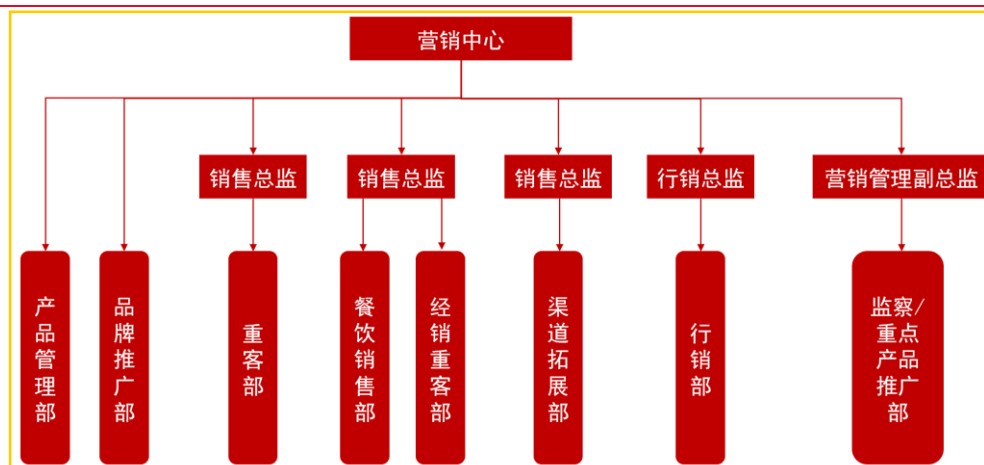 营销中心
销售总监
销售总监
销售总监
行销总监
营销管理副总监
产品管理部
品牌推广部
重客部
餐饮销售部
经销重客部
渠道拓展部
行销部
监察/
重点
产品
推广
部